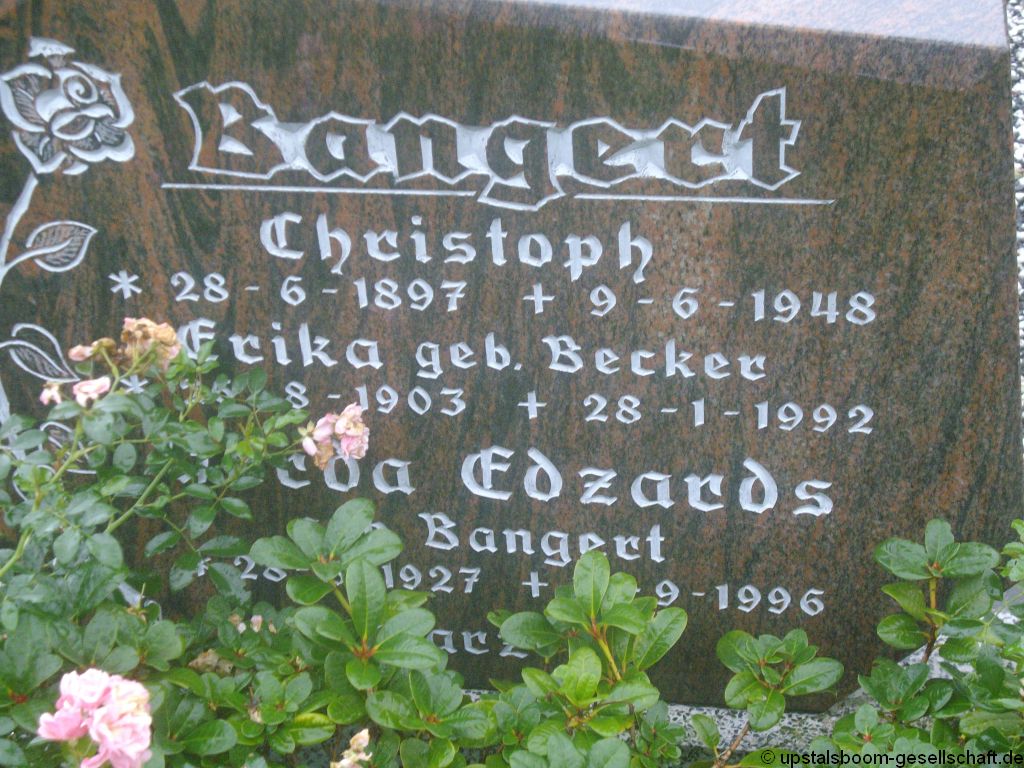 Bangert
Christoph
* 28-6-1897 + 9-6-1948
Erika geb. Becker
8-1903 + 28-1-1992
Edzards
Bangert
1927 + 9-1996
© upstalsboom-gesellschaft.de